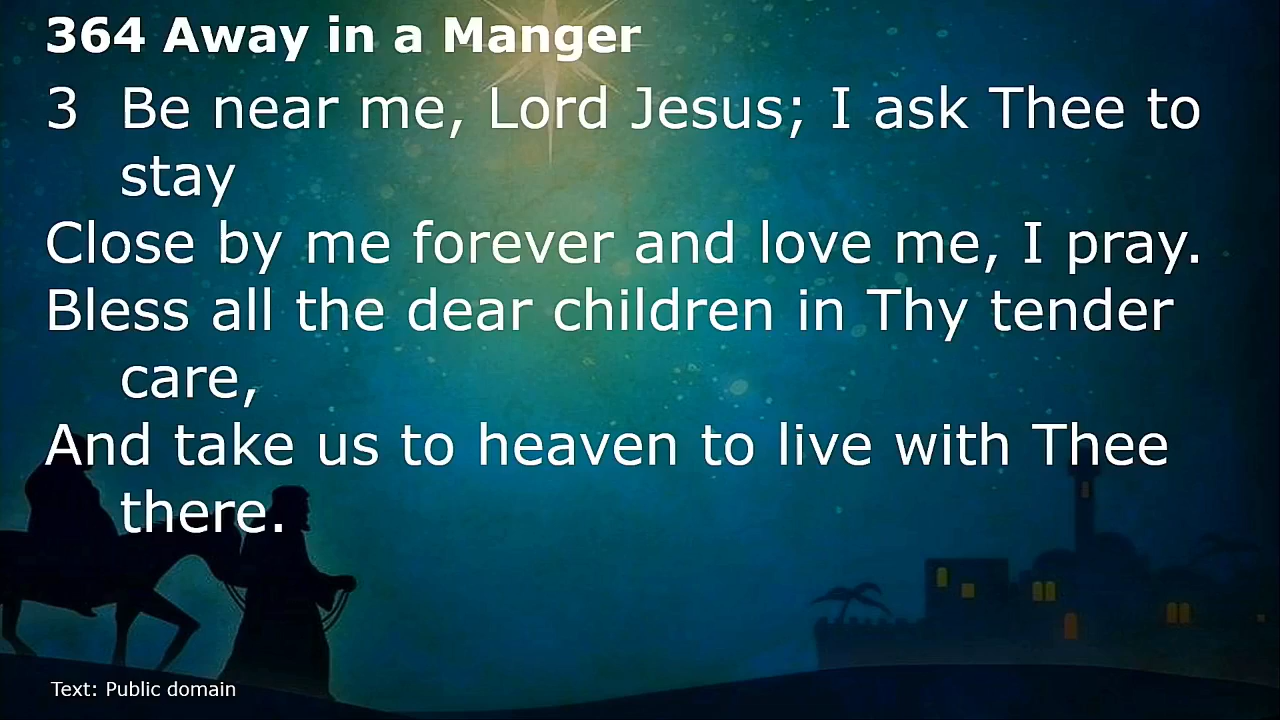 364 Away in a Manger
3 Be near me, Lord Jesus; I ask Thee to
stay
Close by me forever and love me, I pray.
Bless all the dear children in Thy tender
care,
And take us to heaven to live with Thee
there.
Text: Public domain